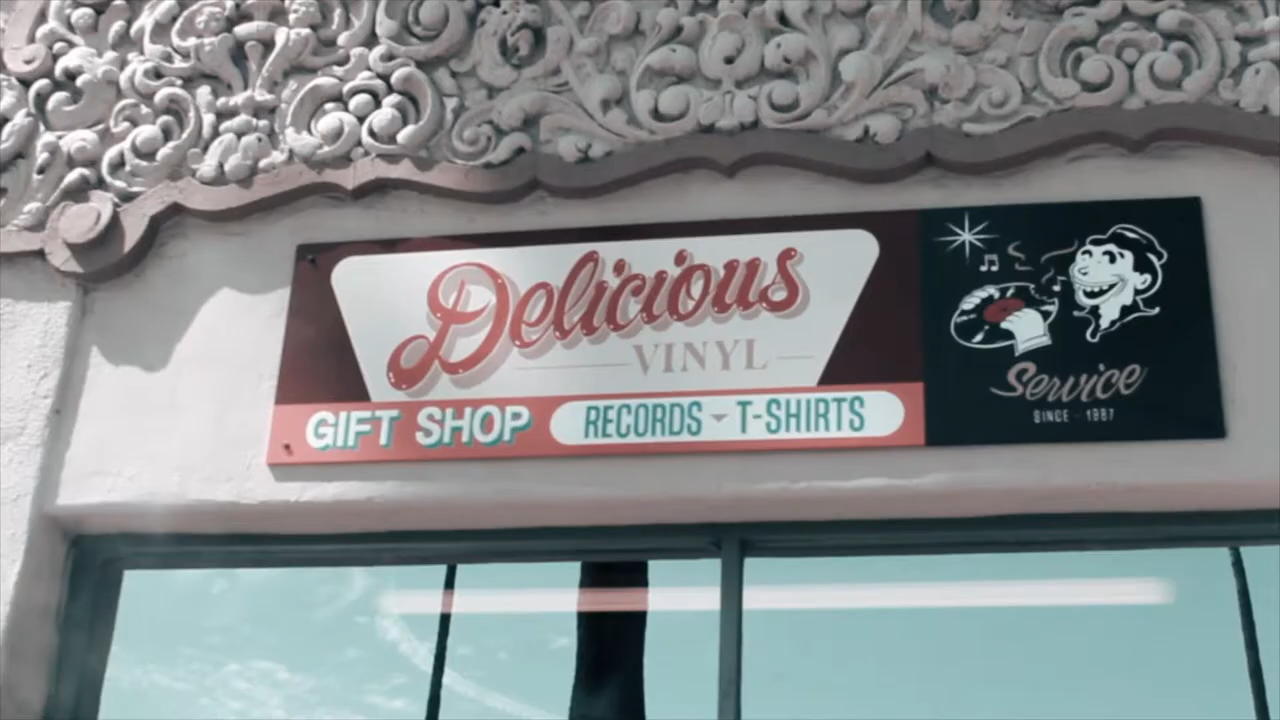 Delicious
VINYL
GIFT SHOP RECORDS - T-SHIRTS
Service
SINCE - 1987